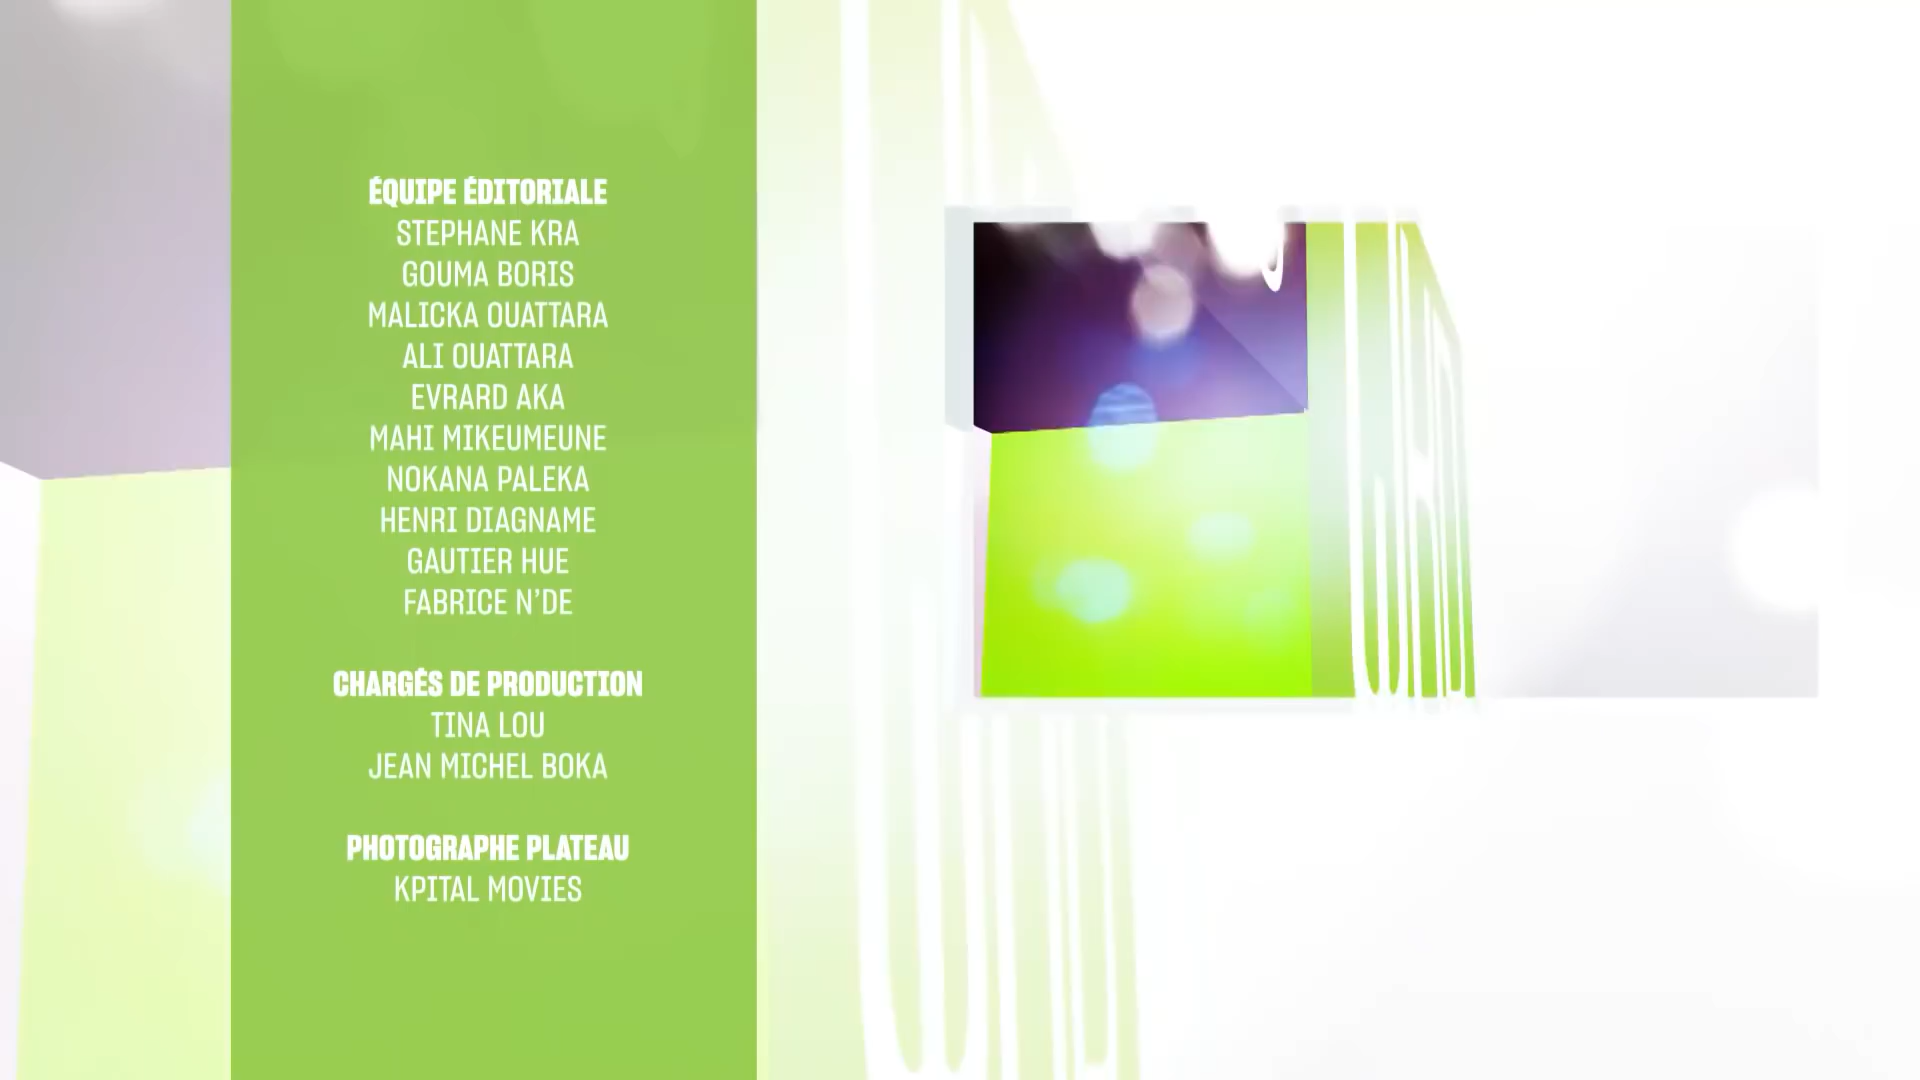 ÉQUIPE ÉDITORIALE
STEPHANE KRA
GOUMA BORIS
MALICKA OUATTARA
ALI OUATTARA
EVRARD AKA
MAHI MIKEUMEUNE
NOKANA PALEKA
HENRI DIAGNAME
GAUTIER HUE
FABRICE N’DE
CHARGÉS DE PRODUCTION
TINA LOU
JEAN MICHEL BOKA
PHOTOGRAPHE PLATEAU
KPITAL MOVIES